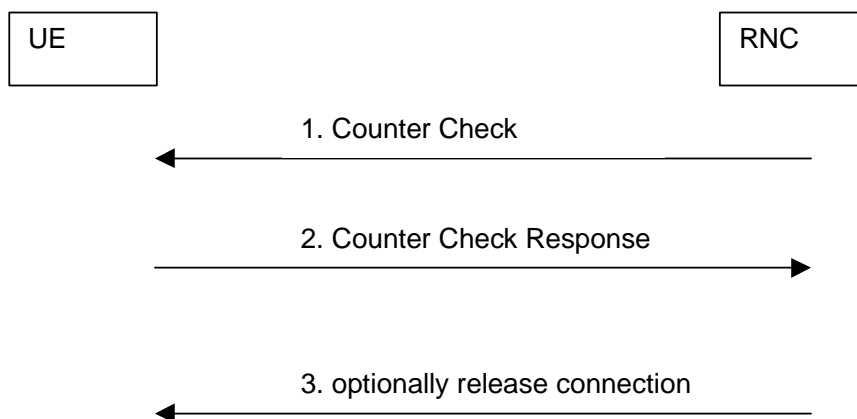 UE
RNC
1. Counter Check
2. Counter Check Response
3. optionally release connection